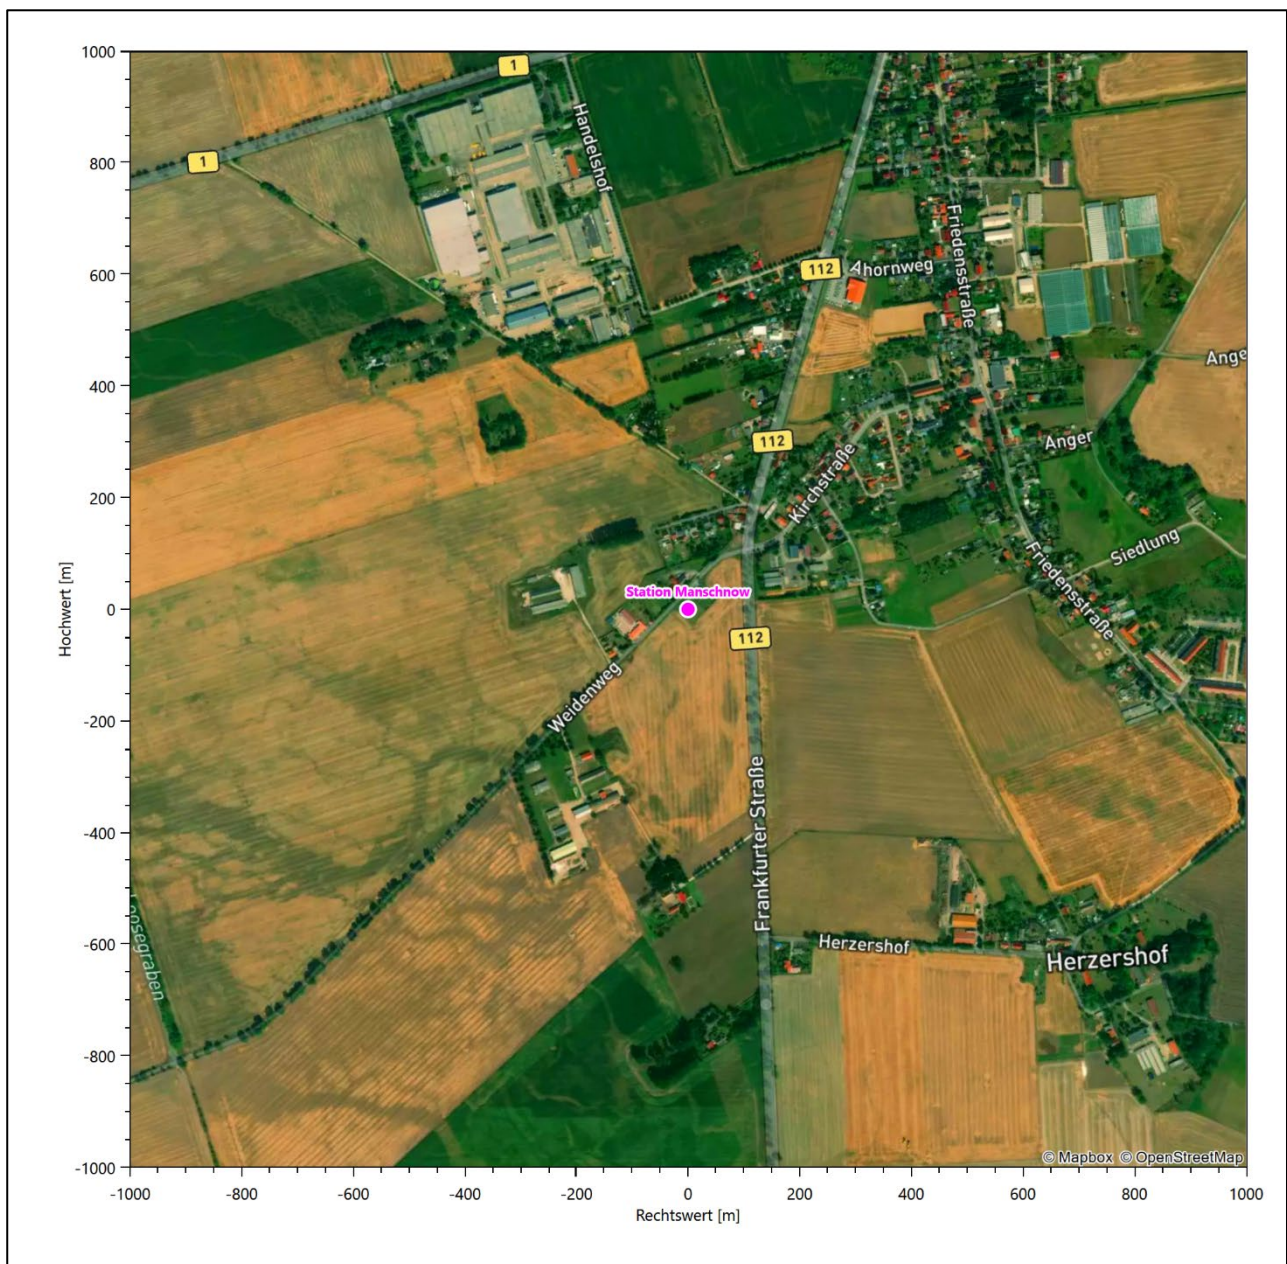 1000
800
600
400
200
0
-200
-400
-600
-800
-1000
Hochwert [m]
1
1
Handelshof
112
Ahornweg
Friedensstraße
Ange
112
Kirchstraße
Anger
Siedlung
Friedensstraße
Station Manschnow
112
Weidenweg
Frankfurter Straße
Loosegraben
Herzershof
Herzershof
© Mapbox © OpenStreetMap
-1000
-800
-600
-400
-200
0
200
400
600
800
1000
Rechtswert [m]